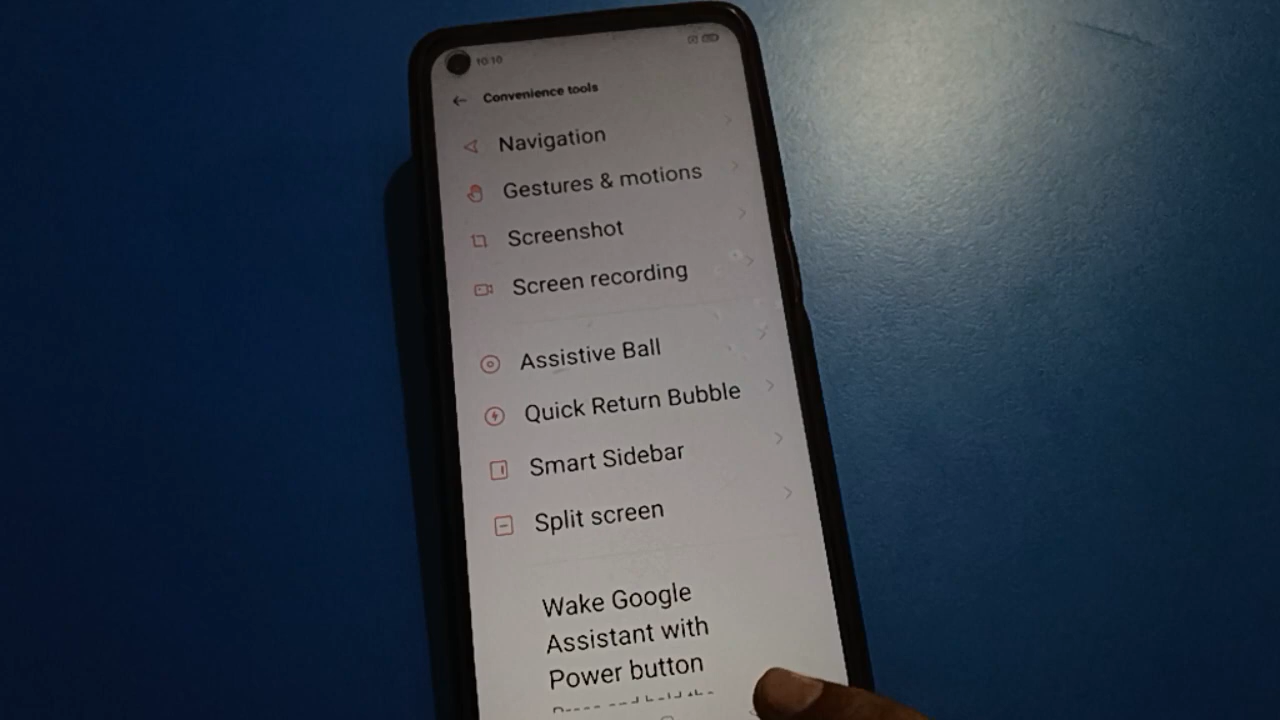 10:10
Convenience tools
Navigation
Gestures & motions
Screenshot
Screen recording
Assistive Ball
Quick Return Bubble
Smart Sidebar
Split screen
Wake Google
Assistant with
Power button